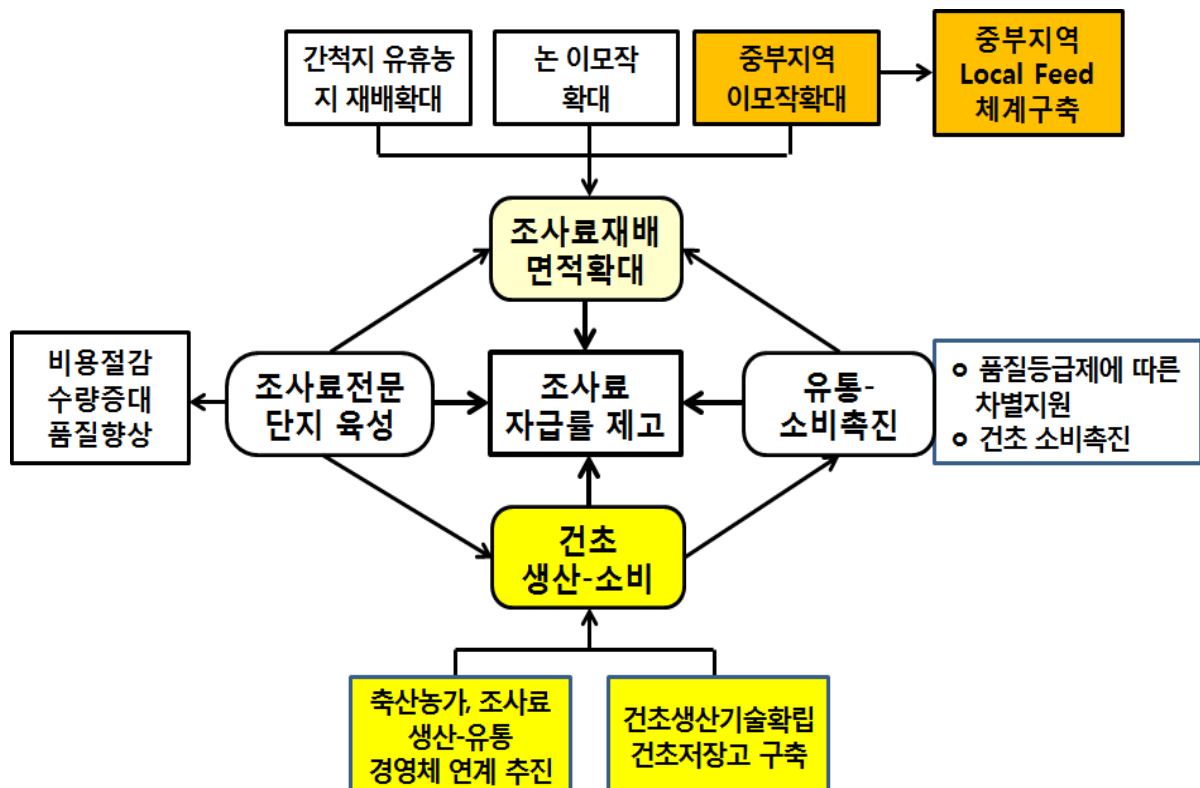 간척지 유휴농
지 재배확대
논 이모작
확대
중부지역
이모작확대
중부지역
Local Feed
체계구축
조사료재배
면적확대
비용절감
수량증대
품질향상
조사료전문
단지 육성
조사료
자급률 제고
유통-
소비촉진
o 품질등급제에 따른
차별지원
o 건초 소비촉진
건초
생산-소비
축산농가, 조사료
생산-유통
경영체 연계 추진
건초생산기술확립
건초저장고 구축